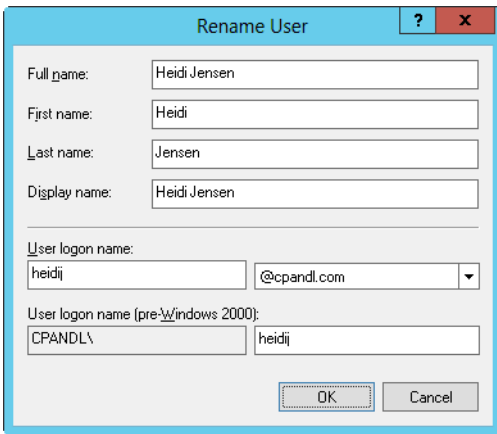 Rename User
?
x
Full name:
Heidi Jensen
First name:
Heidi
Last name:
Jensen
Display name:
Heidi Jensen
User logon name:
heidij
@cpandl.com
User logon name (pre-Windows 2000):
CPANDL\
heidij
OK
Cancel